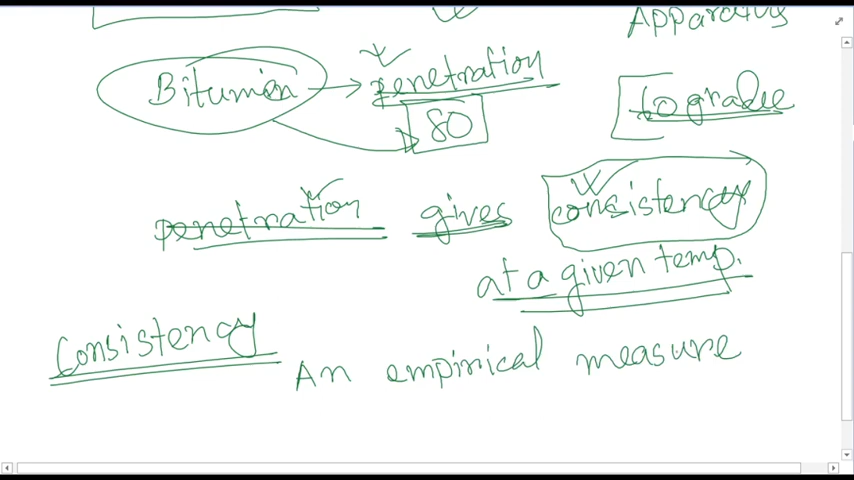 Apparatus
Bitumen → penetration
80
to grade
penetration gives consistency
at a given temp.
Consistency An empirical measure